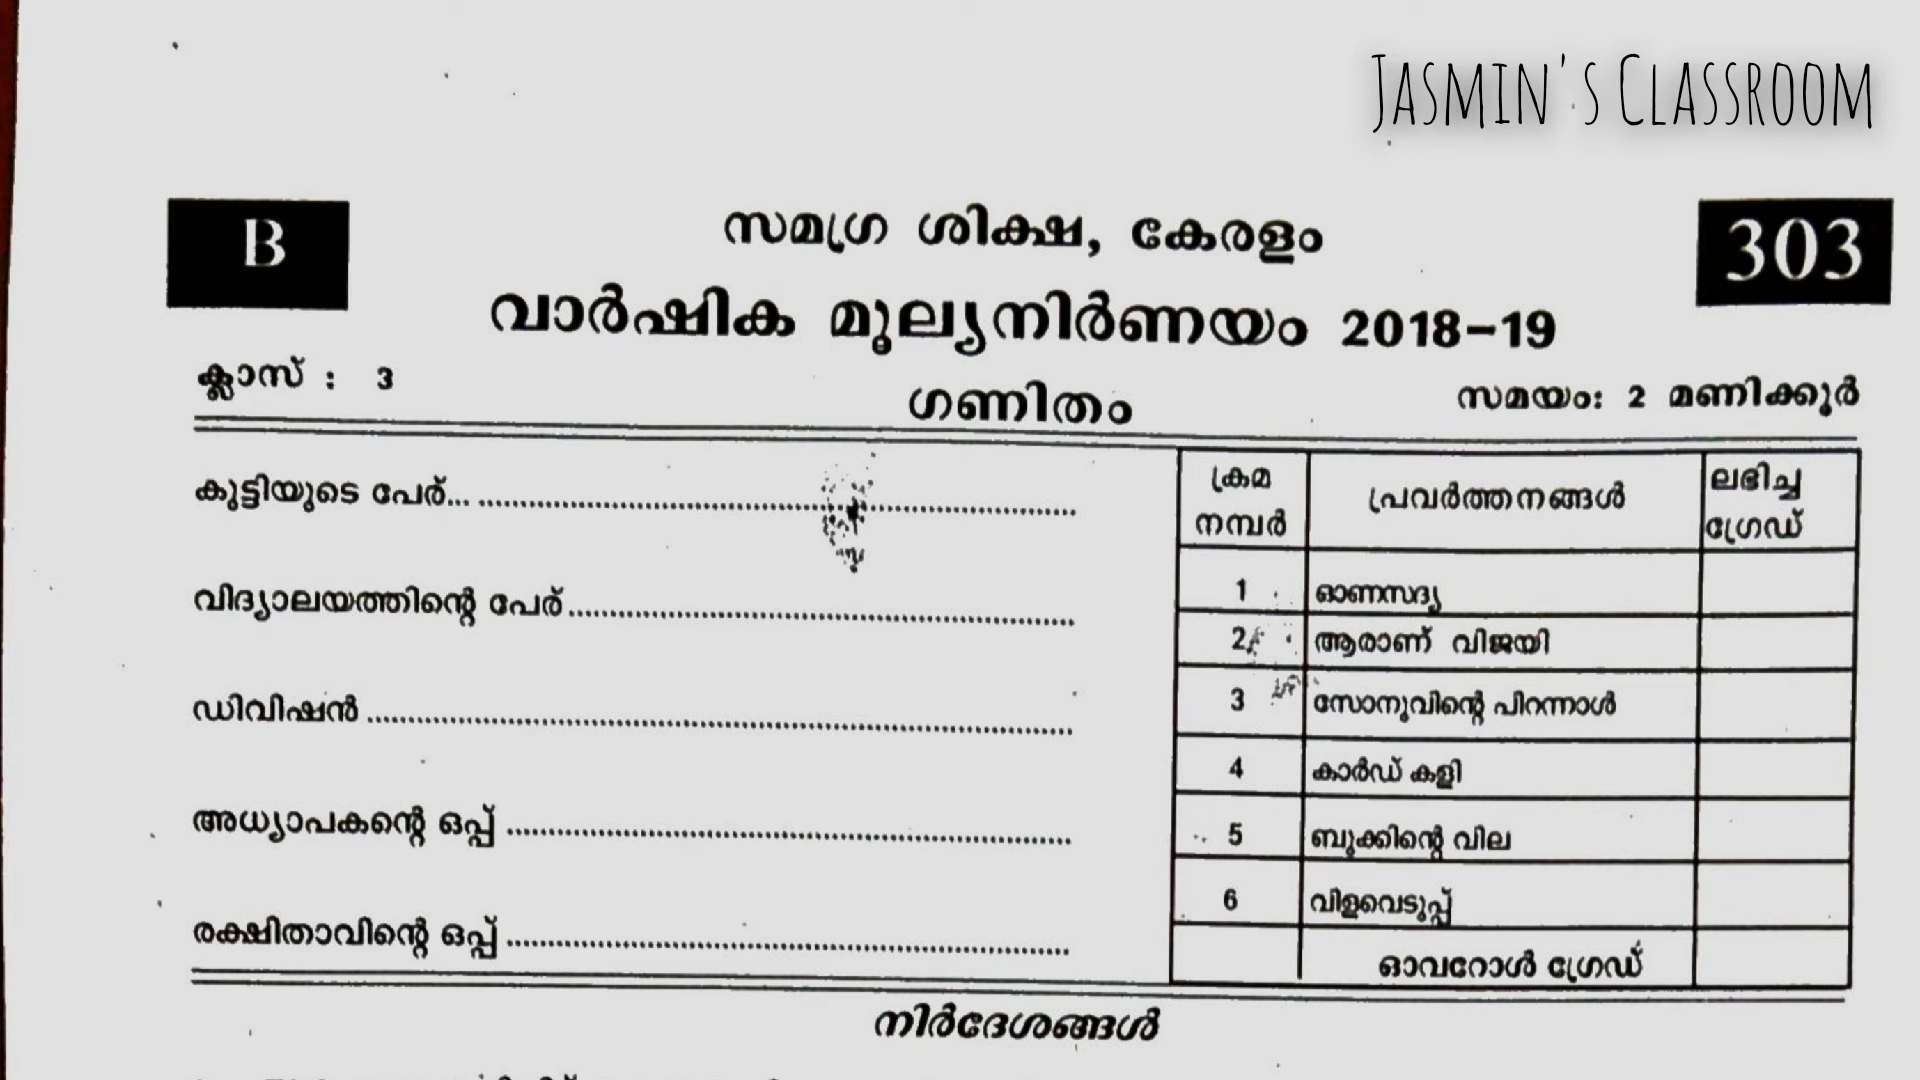 JASMIN'S CLASSROOM
B
സമഗ്ര ശിക്ഷ, കേരളം
303
വാർഷിക മൂല്യനിർണയം 2018-19
ക്ലാസ് : 3
ഗണിതം
സമയം: 2 മണിക്കൂർ
കുട്ടിയുടെ പേര്
വിദ്യാലയത്തിന്റെ പേര്
ഡിവിഷൻ
അധ്യാപകന്റെ ഒപ്പ്
രക്ഷിതാവിന്റെ ഒപ്പ്
ക്രമ നമ്പർ പ്രവർത്തനങ്ങൾ ലഭിച്ച ഗ്രേഡ്
1 ഓണസദ്യ
2 ആരാണ് വിജയി
3 സോനുവിന്റെ പിറന്നാൾ
4 കാർഡ് കളി
5 ബുക്കിന്റെ വില
6 വിളവെടുപ്പ്
ഓവറോൾ ഗ്രേഡ്
നിർദേശങ്ങൾ